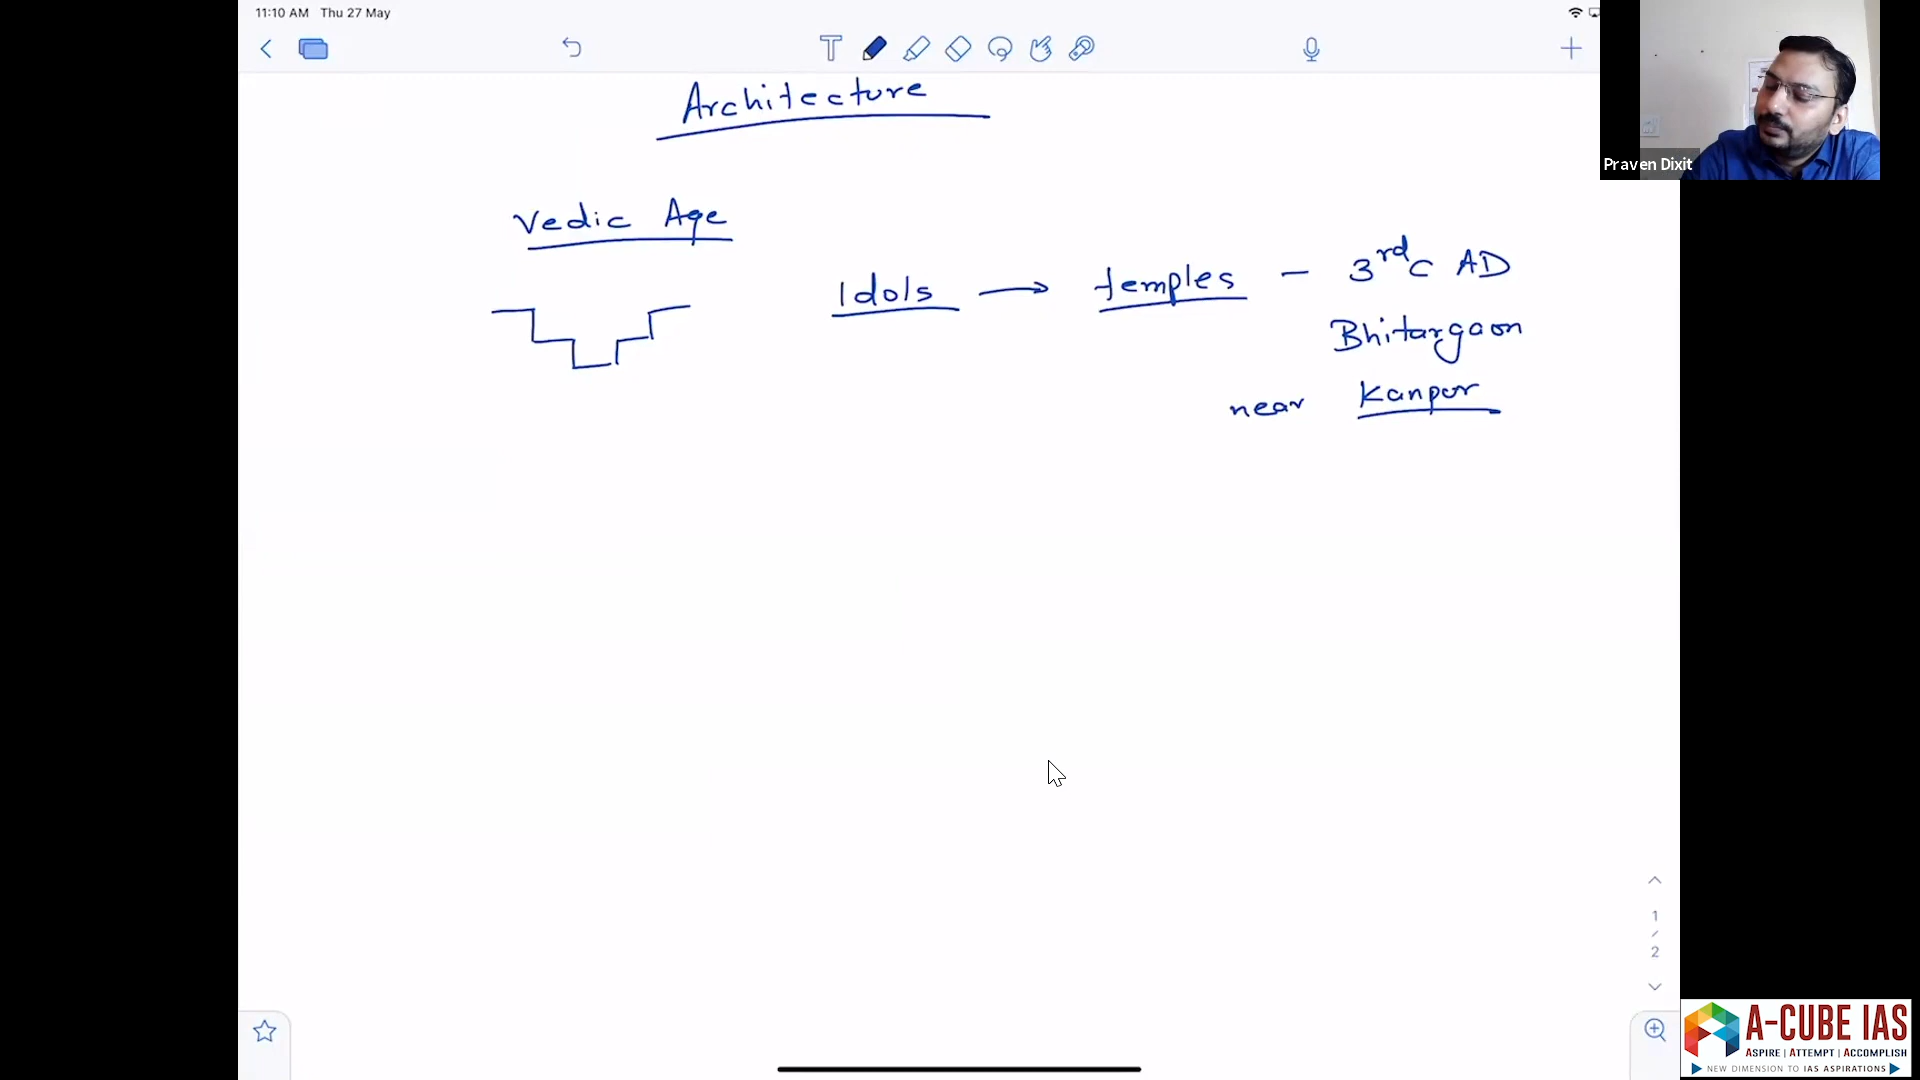 11:10 AM Thu 27 May
Praven Dixit
Architecture
Vedic Age
Idols → temples – 3rd C AD
Bhitargaon
near Kanpur
1
2
A-CUBE IAS
ASPIRE | ATTEMPT | ACCOMPLISH
NEW DIMENSION TO IAS ASPIRATIONS